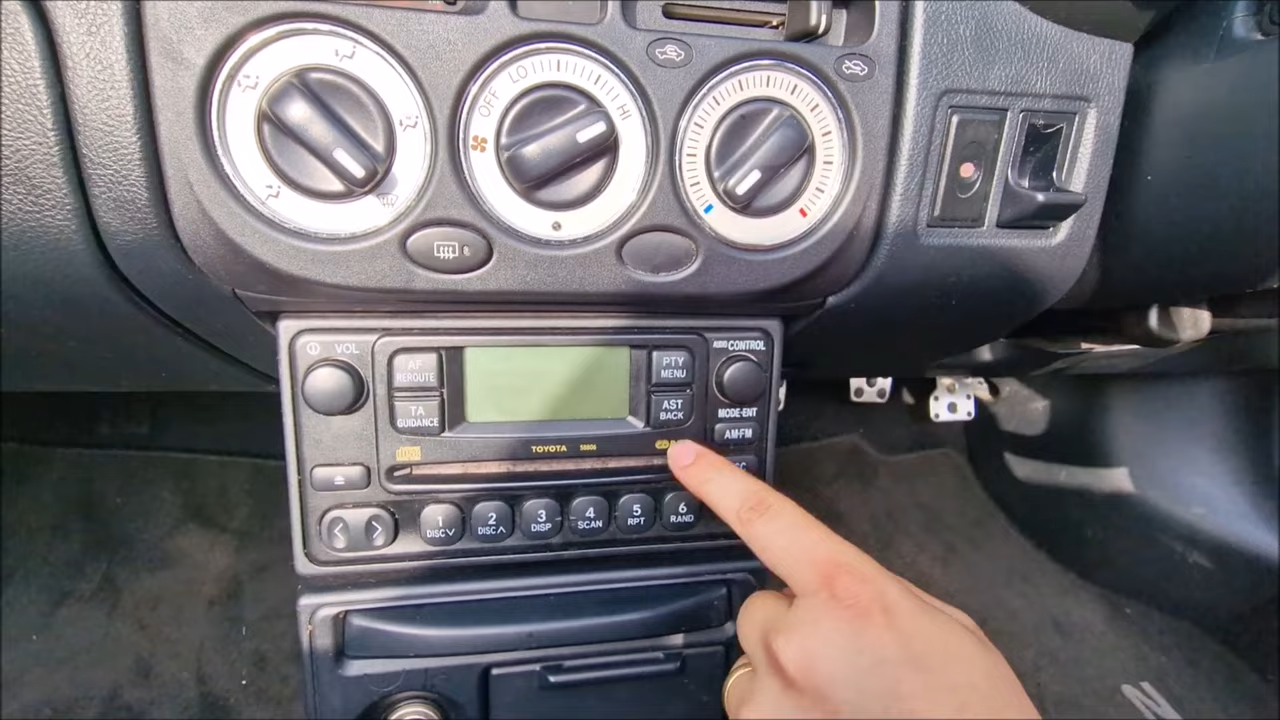 LO
OFF
HI
VOL
AF
REROUTE
PTY
MENU
AUDIO CONTROL
TA
GUIDANCE
AST
BACK
MODE-ENT
AM•FM
TOYOTA 58806
1
DISC
2
DISC
3
DISP
4
SCAN
5
RPT
6
RAND